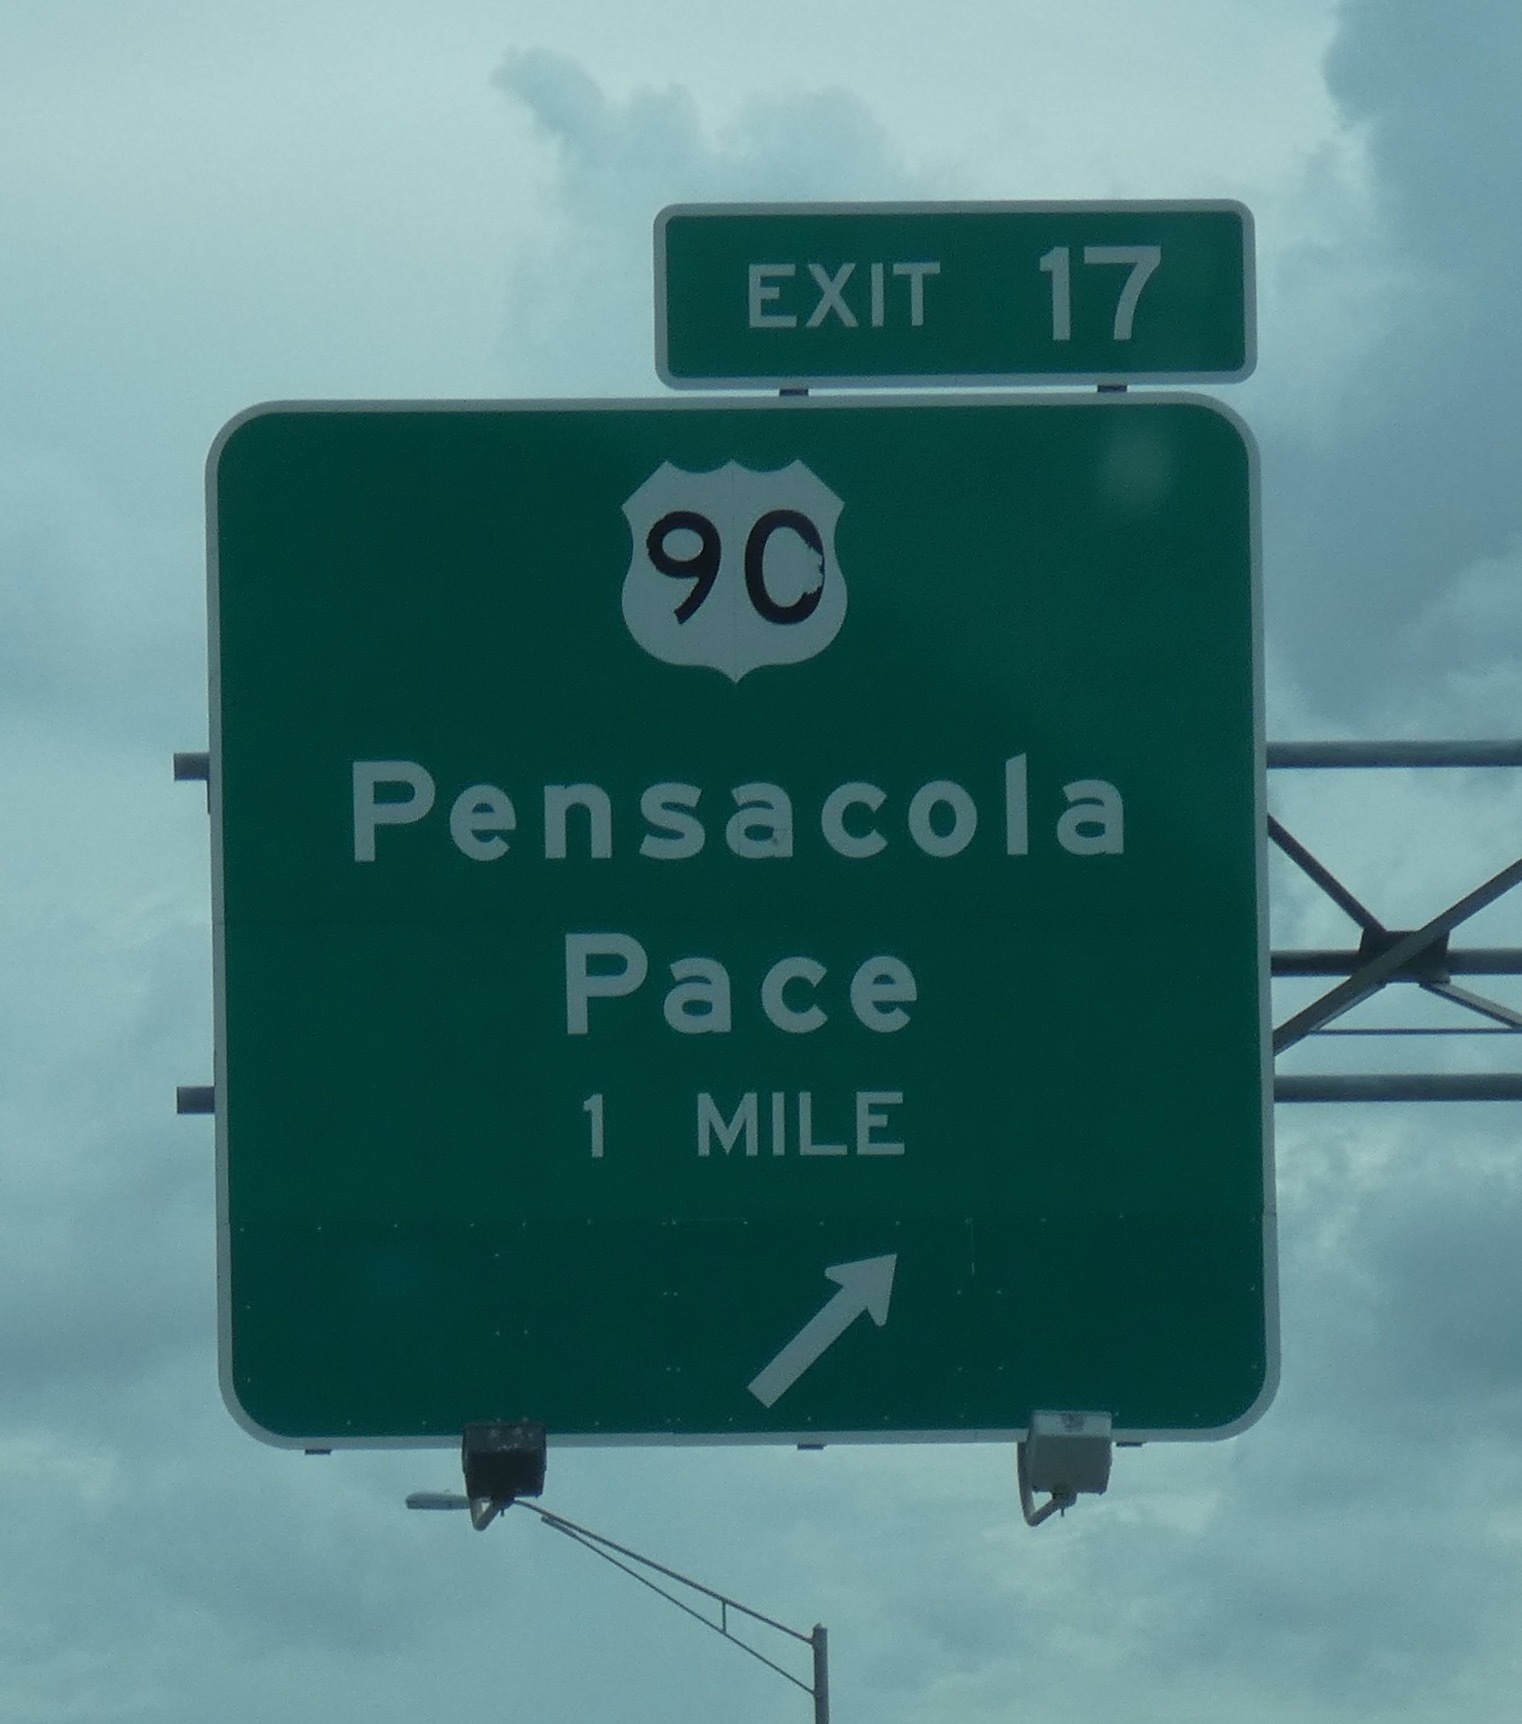 EXIT 17
90
Pensacola
Pace
1 MILE